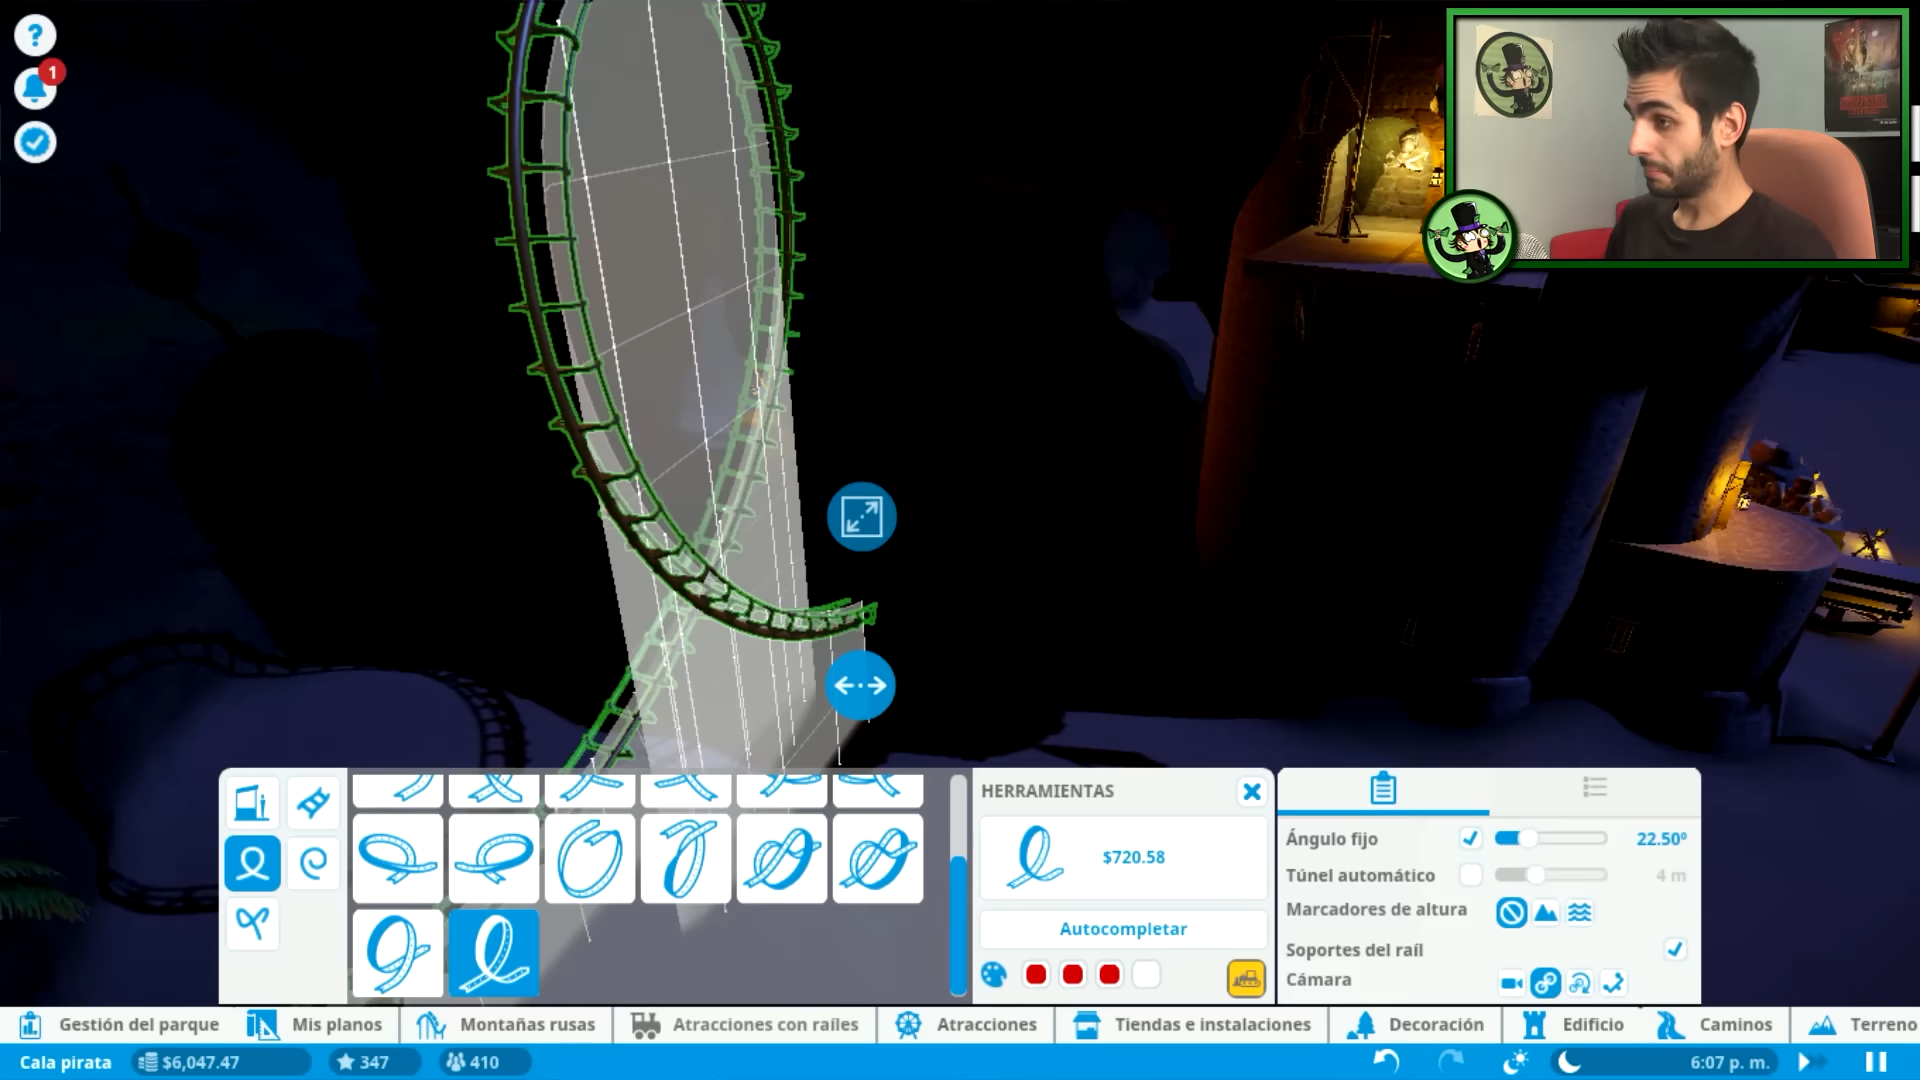 ?
1
HERRAMIENTAS
$720.58
Autocompletar
Ángulo fijo
22.50º
Túnel automático
4 m
Marcadores de altura
Soportes del raíl
Cámara
Gestión del parque
Mis planos
Montañas rusas
Atracciones con raíles
Atracciones
Tiendas e instalaciones
Decoración
Edificio
Caminos
Terreno
Cala pirata
$6,047.47
347
410
6:07 p. m.